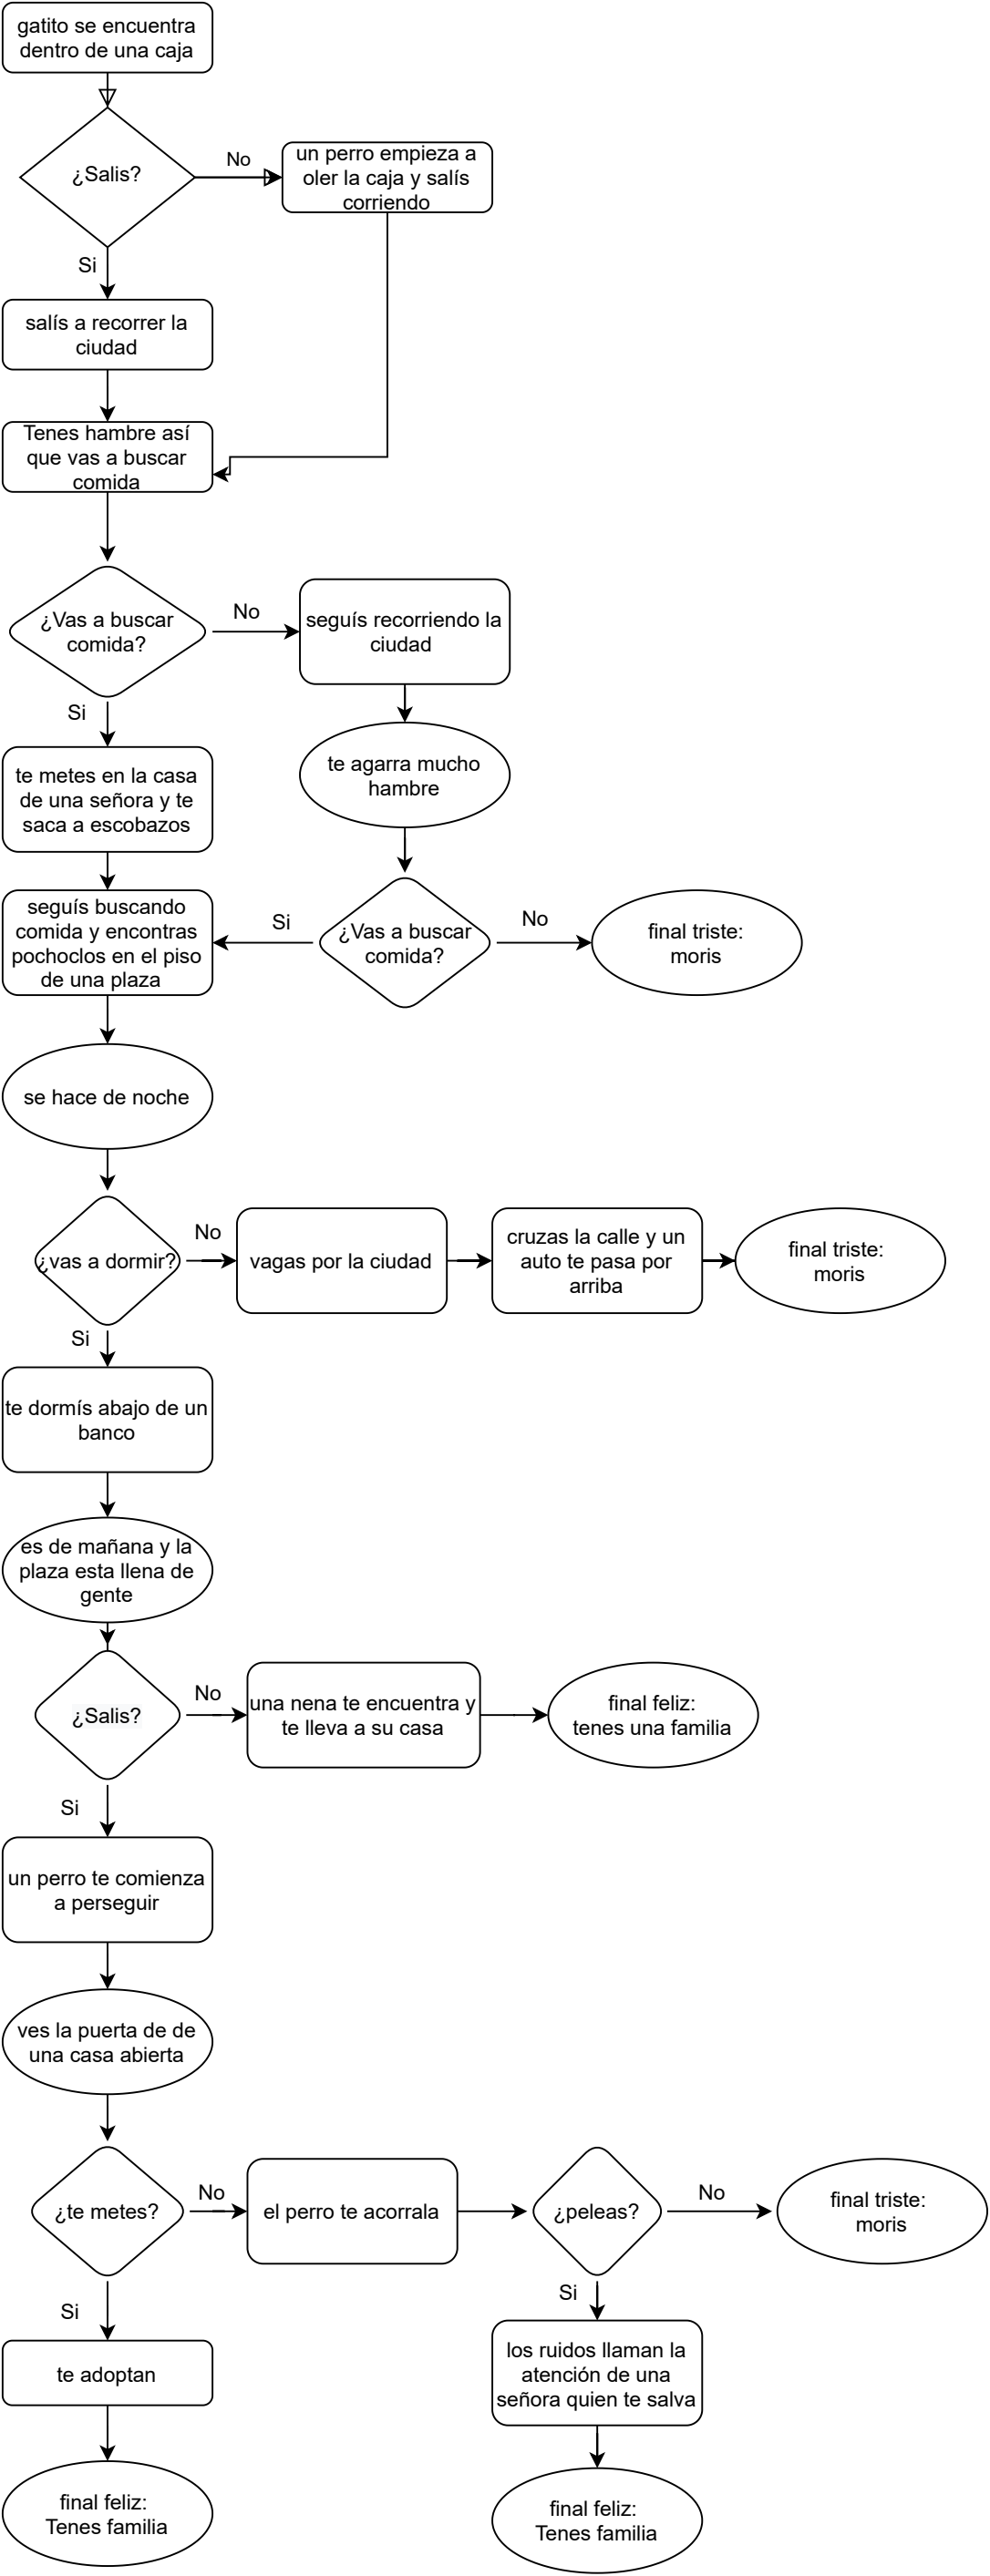 gatito se encuentra
dentro de una caja
¿Salis?
No
un perro empieza a
oler la caja y salís
corriendo
Si
salís a recorrer la
ciudad
Tenes hambre así
que vas a buscar
comida
¿Vas a buscar
comida?
No
seguís recorriendo la
ciudad
Si
te metes en la casa
de una señora y te
saca a escobazos
te agarra mucho
hambre
seguís buscando
comida y encontras
pochoclos en el piso
de una plaza
Si
¿Vas a buscar
comida?
No
final triste:
moris
se hace de noche
¿vas a dormir?
No
vagas por la ciudad
cruzas la calle y un
auto te pasa por
arriba
final triste:
moris
Si
te dormís abajo de un
banco
es de mañana y la
plaza esta llena de
gente
¿Salis?
No
una nena te encuentra y
te lleva a su casa
final feliz:
tenes una familia
Si
un perro te comienza
a perseguir
ves la puerta de de
una casa abierta
¿te metes?
No
el perro te acorrala
¿peleas?
No
final triste:
moris
Si
te adoptan
final feliz:
Tenes familia
Si
los ruidos llaman la
atención de una
señora quien te salva
final feliz:
Tenes familia